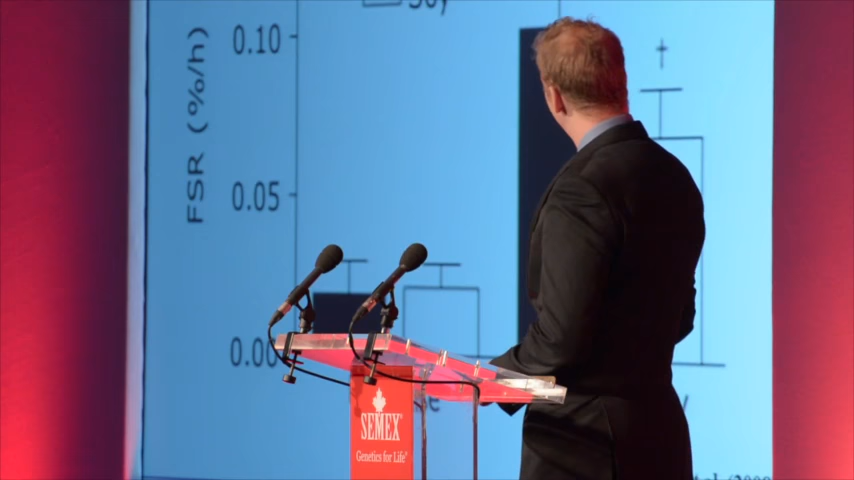 0.10
FSR (%/h)
0.05
0.00
†
SEMEX®
Genetics for Life®